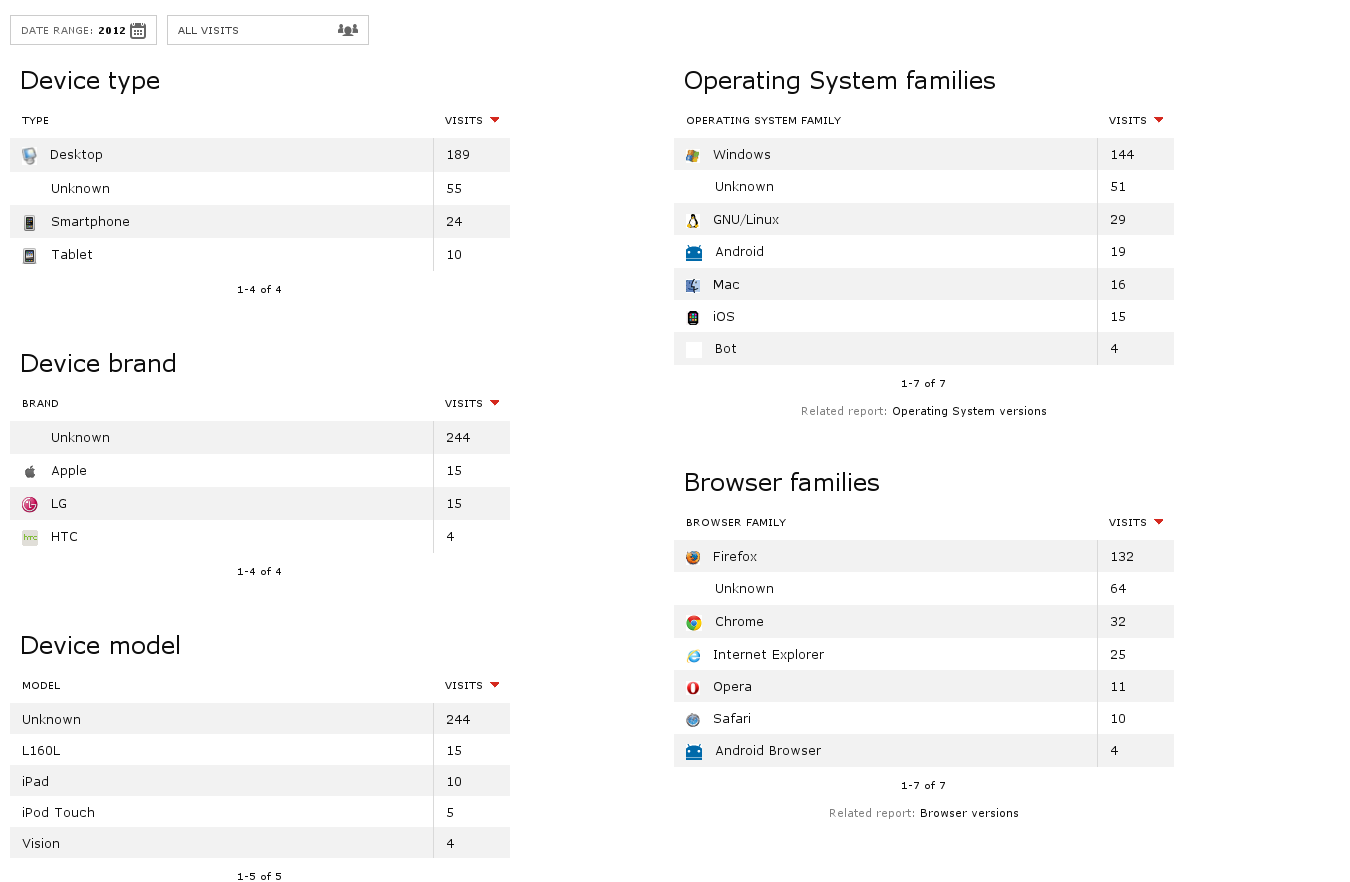 DATE RANGE: 2012
ALL VISITS
Device type
TYPE VISITS
Desktop 189
Unknown 55
Smartphone 24
Tablet 10
1-4 of 4
Device brand
BRAND VISITS
Unknown 244
Apple 15
LG 15
hTC HTC 4
1-4 of 4
Device model
MODEL VISITS
Unknown 244
L160L 15
iPad 10
iPod Touch 5
Vision 4
1-5 of 5
Operating System families
OPERATING SYSTEM FAMILY VISITS
Windows 144
Unknown 51
GNU/Linux 29
Android 19
Mac 16
iOS 15
Bot 4
1-7 of 7
Related report: Operating System versions
Browser families
BROWSER FAMILY VISITS
Firefox 132
Unknown 64
Chrome 32
Internet Explorer 25
Opera 11
Safari 10
Android Browser 4
1-7 of 7
Related report: Browser versions